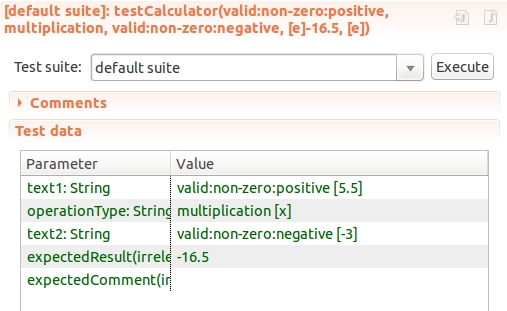 [default suite]: testCalculator(valid:non-zero:positive,
multiplication, valid:non-zero:negative, [e]-16.5, [e])
Test suite: default suite Execute
Comments
Test data
Parameter Value
text1: String valid:non-zero:positive [5.5]
operationType: String multiplication [x]
text2: String valid:non-zero:negative [-3]
expectedResult(irrele -16.5
expectedComment(ir